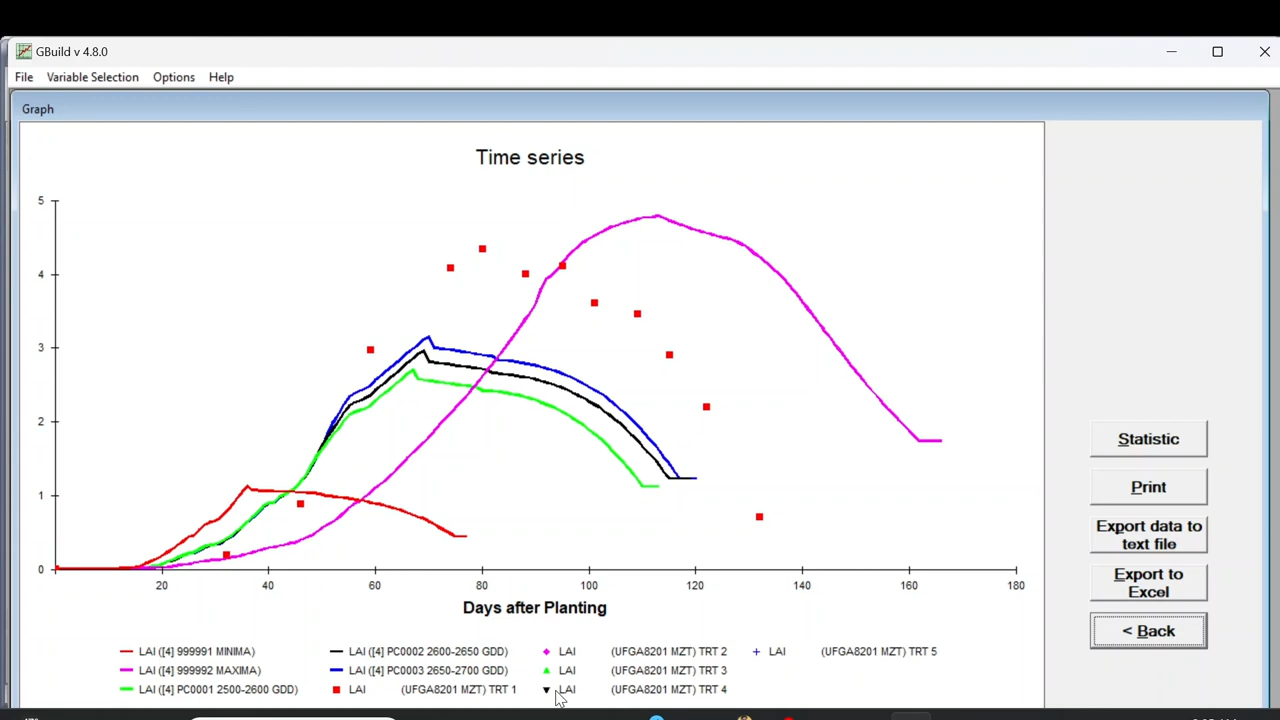 GBuild v 4.8.0
File Variable Selection Options Help
Graph
Time series
5
4
3
2
1
0
20 40 60 80 100 120 140 160 180
Days after Planting
LAI ([4] 999991 MINIMA) LAI ([4] PC0002 2600-2650 GDD) LAI (UFGA8201 MZT) TRT 2 LAI (UFGA8201 MZT) TRT 5
LAI ([4] 999992 MAXIMA) LAI ([4] PC0003 2650-2700 GDD) LAI (UFGA8201 MZT) TRT 3
LAI ([4] PC0001 2500-2600 GDD) LAI (UFGA8201 MZT) TRT 1 LAI (UFGA8201 MZT) TRT 4
Statistic
Print
Export data to
text file
Export to
Excel
< Back